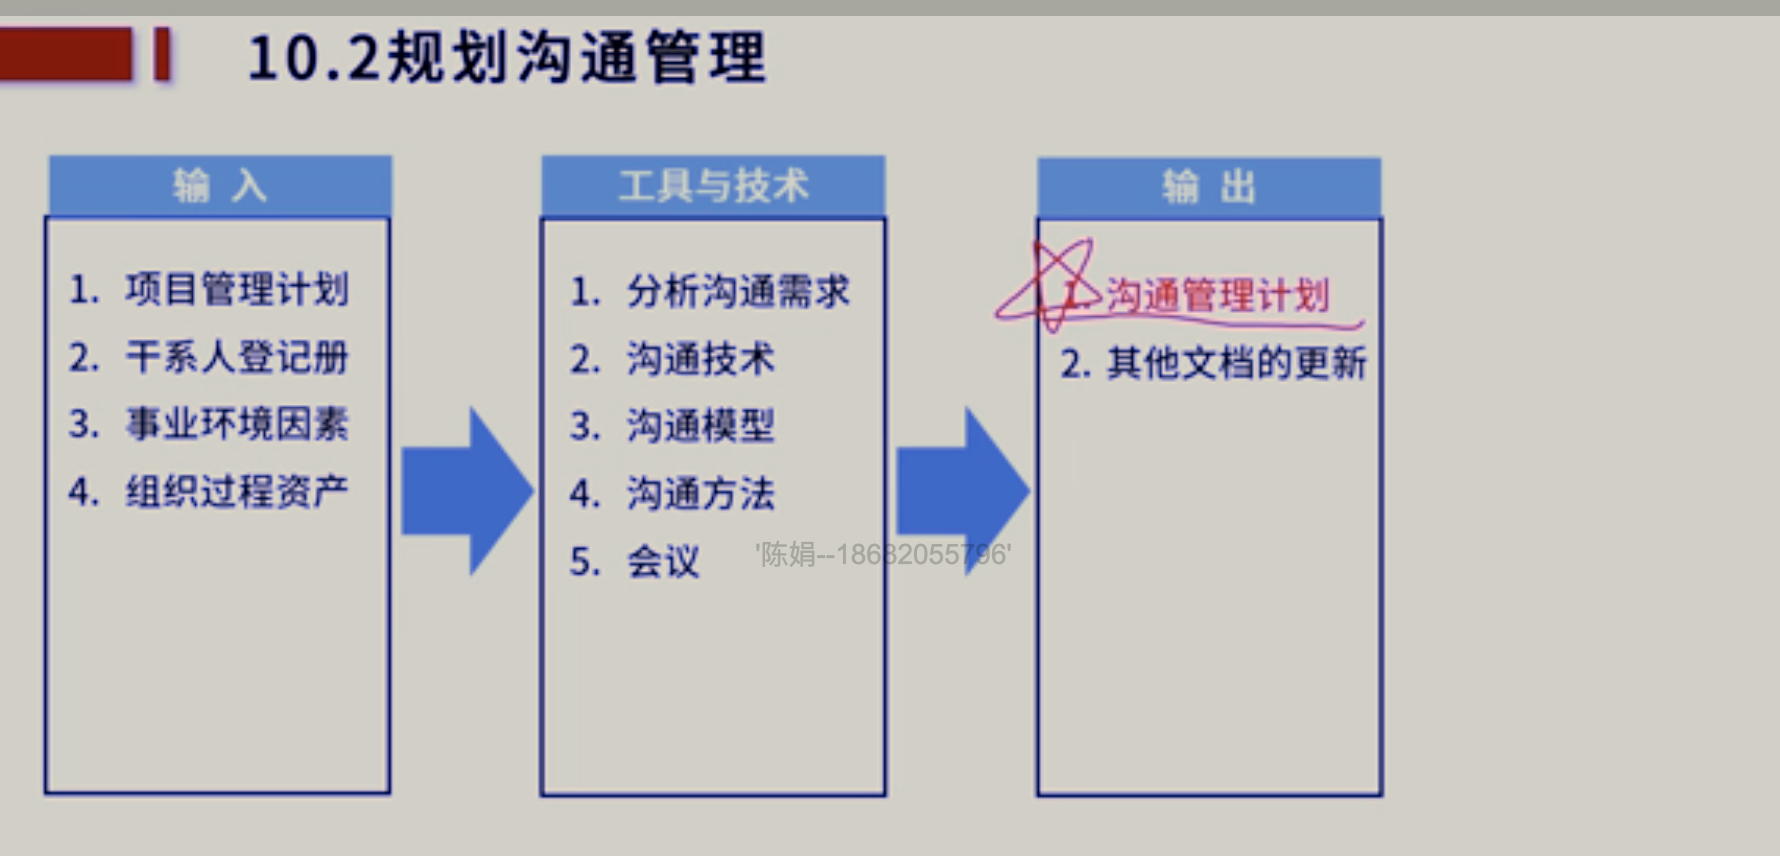 10.2规划沟通管理
输 入
1. 项目管理计划
2. 干系人登记册
3. 事业环境因素
4. 组织过程资产
工具与技术
1. 分析沟通需求
2. 沟通技术
3. 沟通模型
4. 沟通方法
5. 会议
输 出
1. 沟通管理计划
2. 其他文档的更新
'陈娟--18682055796'